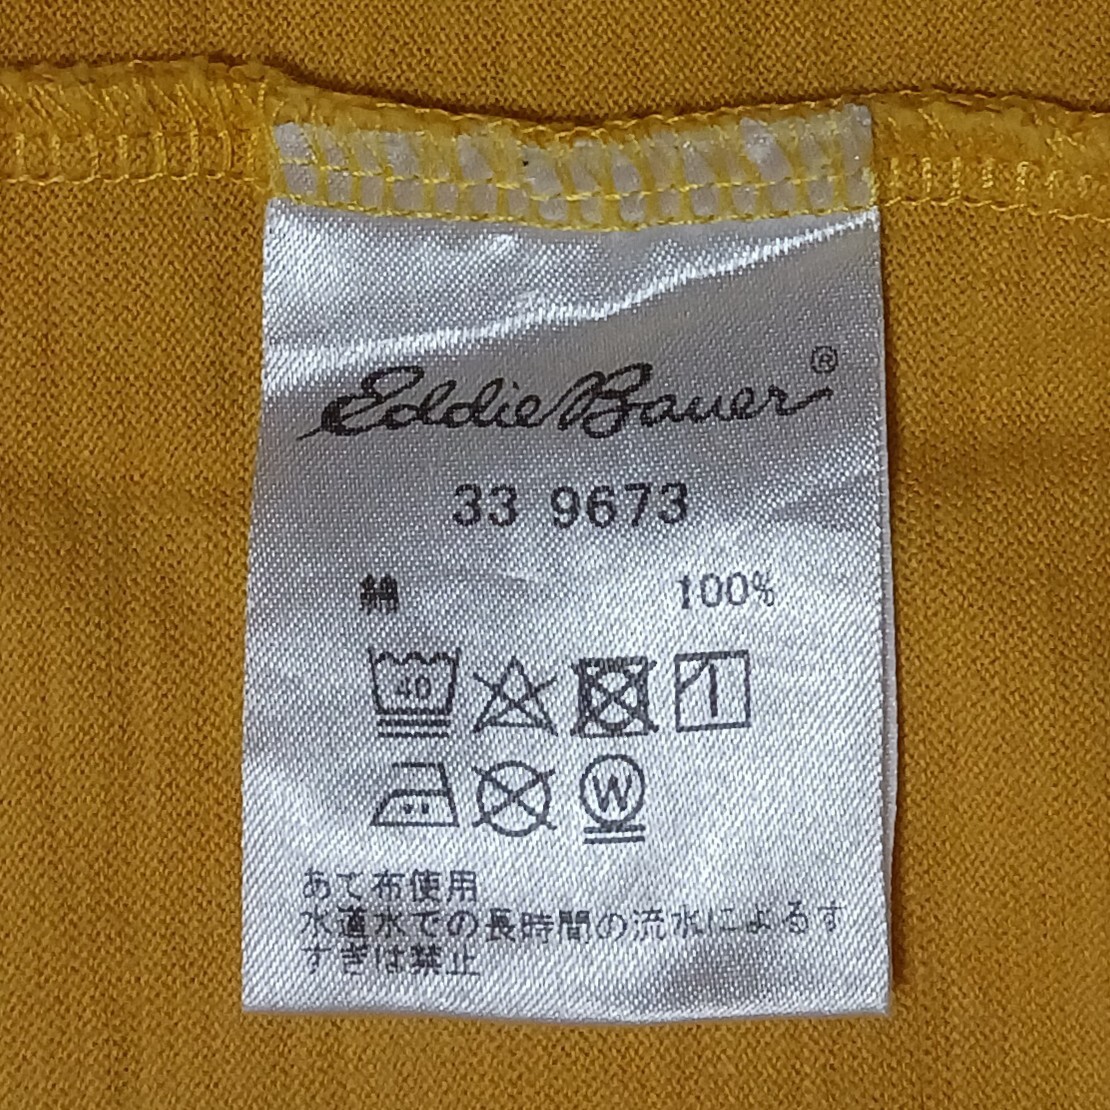 Eddie Bauer®
33 9673
綿 100%
40
W
あて布使用
水道水での長時間の流水によるす
すぎは禁止